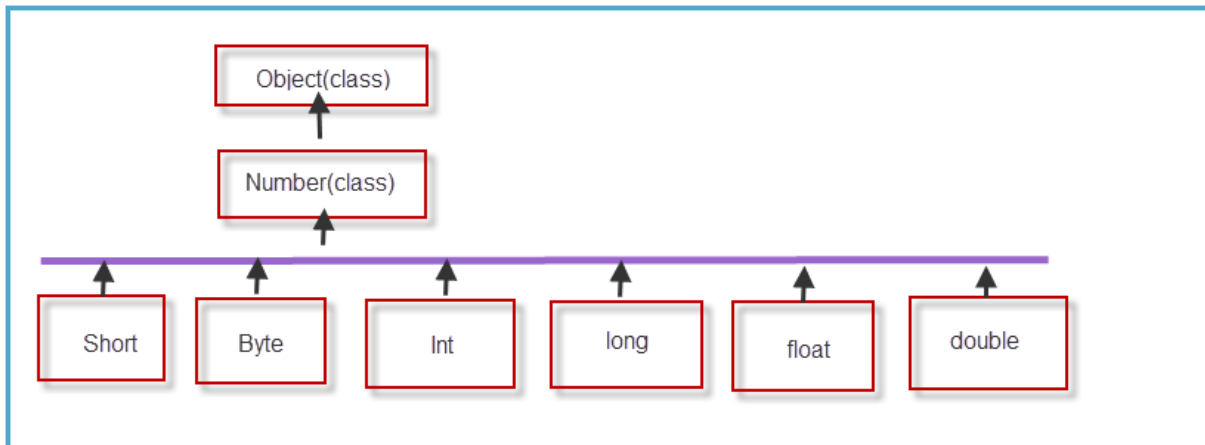 Object(class)
Number(class)
Short
Byte
Int
long
float
double